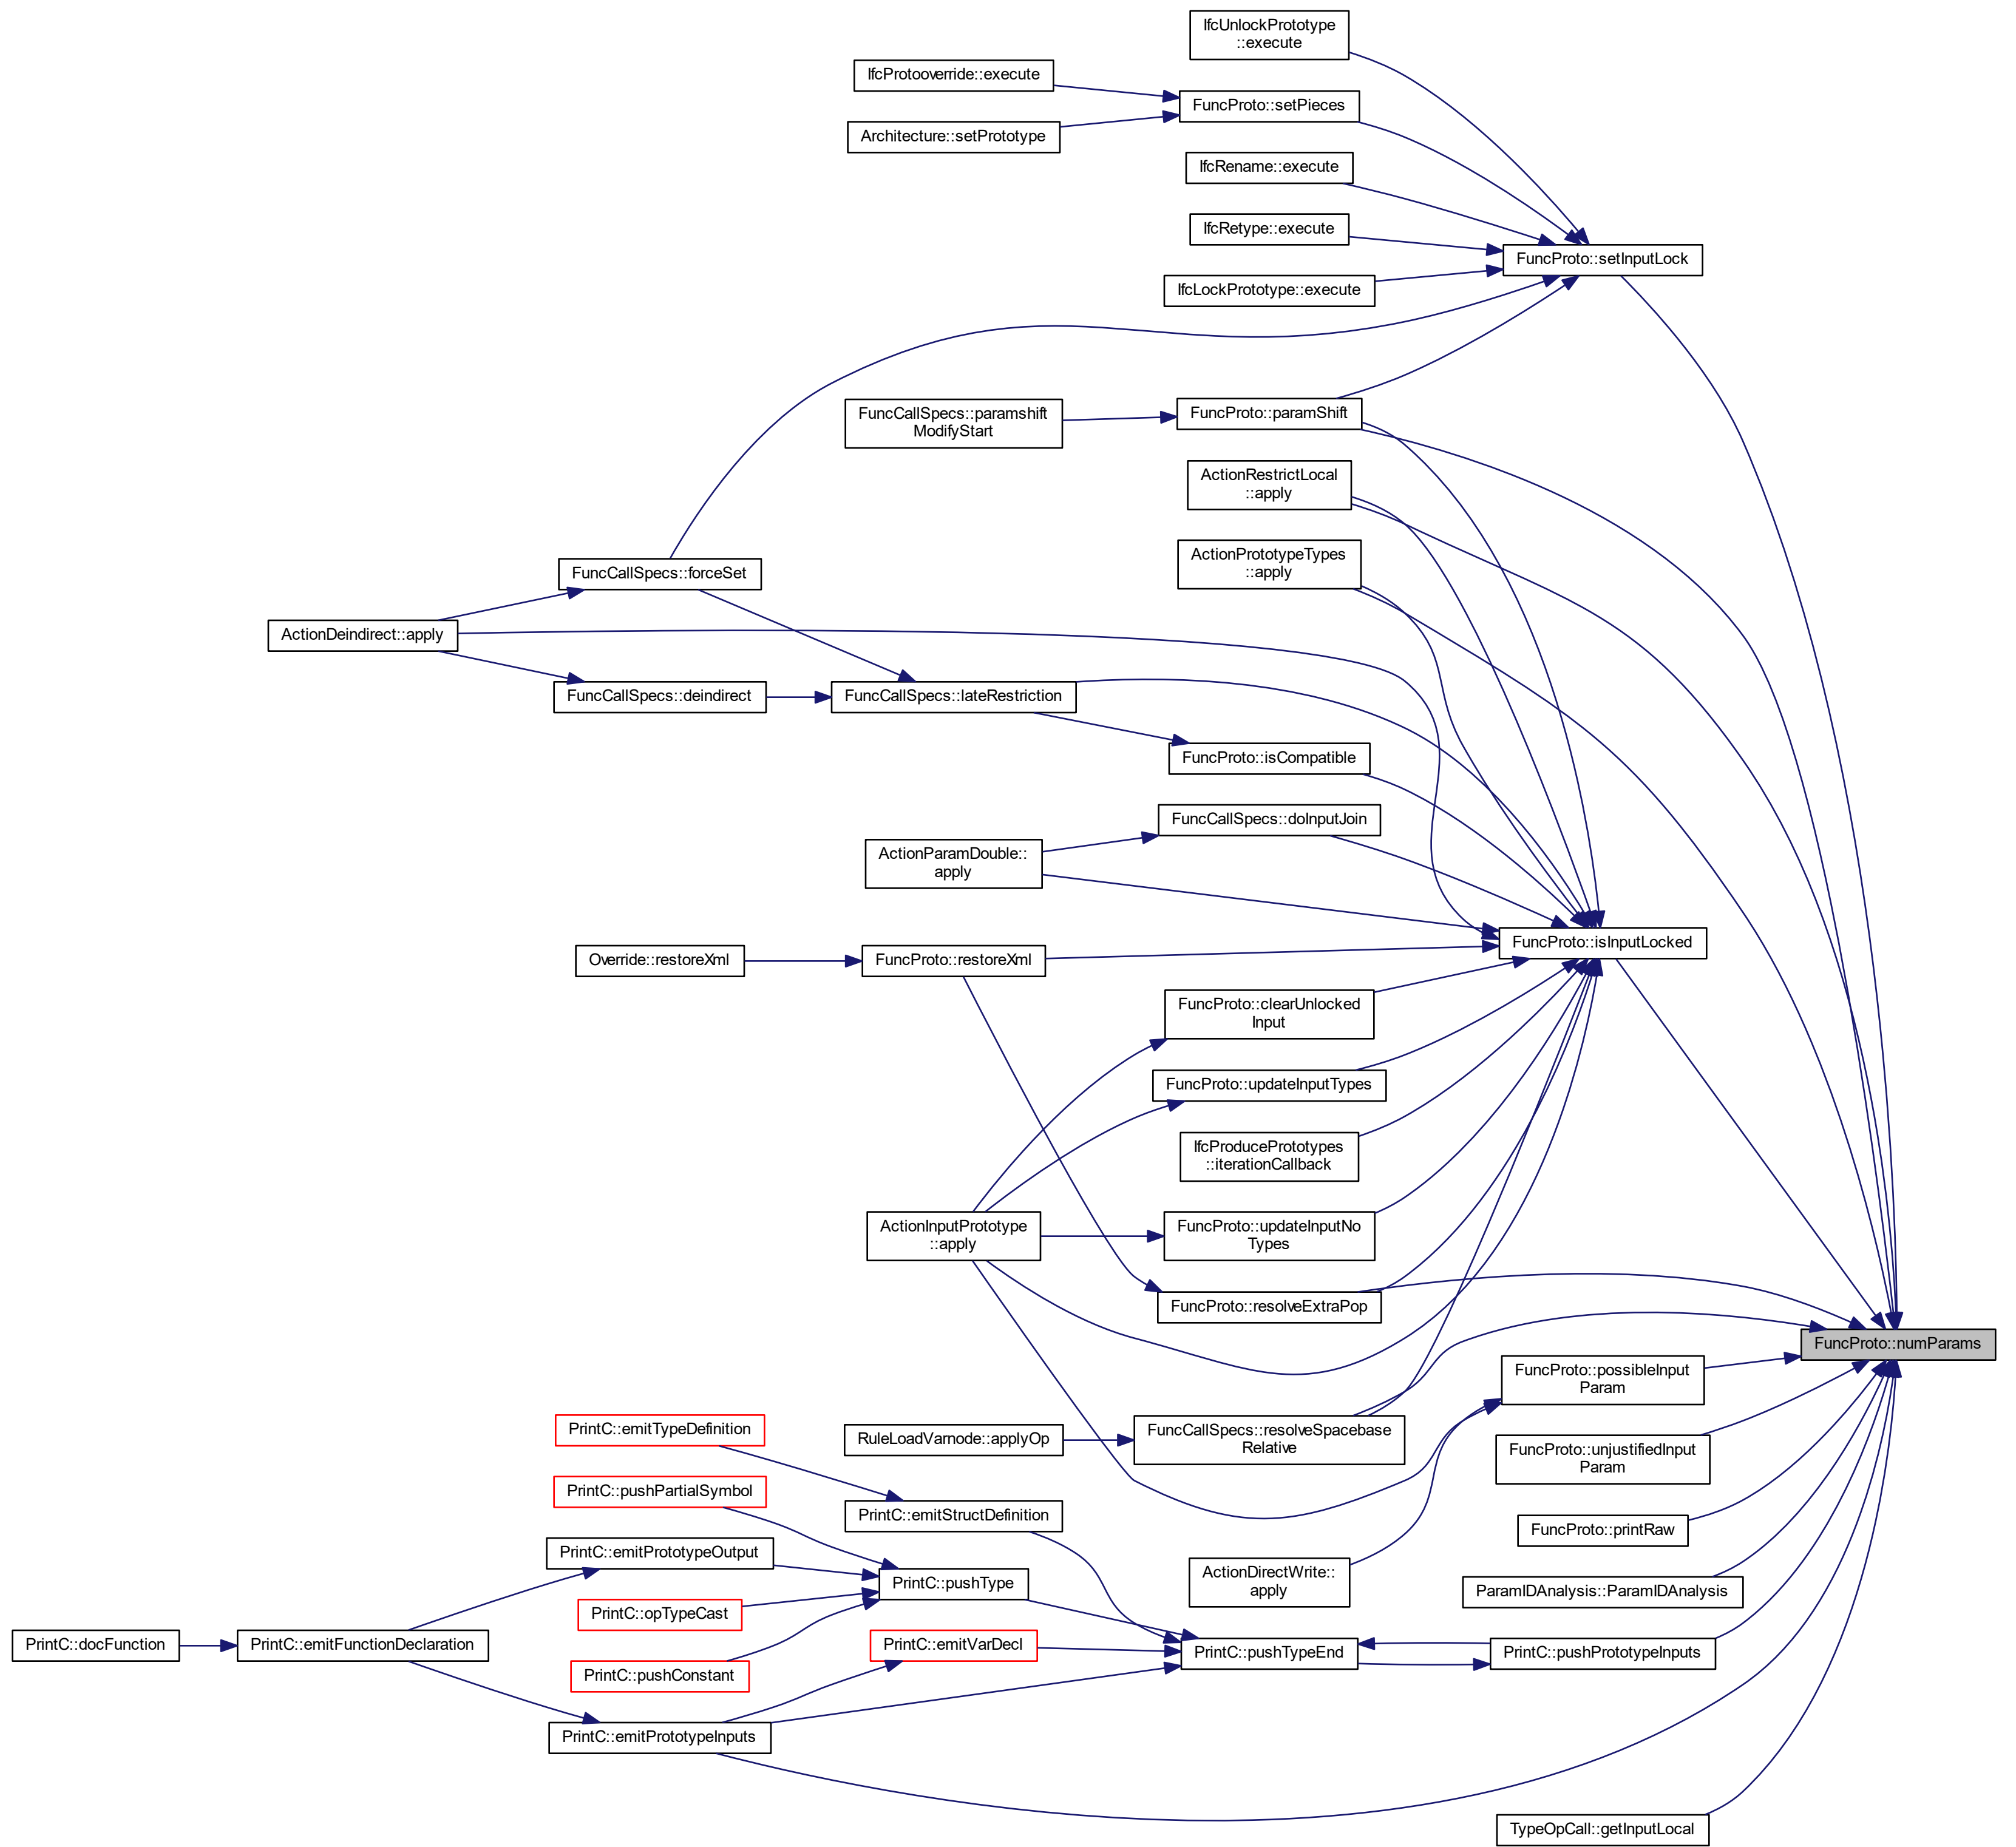 IfcUnlockPrototype
::execute
IfcProtooverride::execute
FuncProto::setPieces
Architecture::setPrototype
IfcRename::execute
IfcRetype::execute
FuncProto::setInputLock
IfcLockPrototype::execute
FuncCallSpecs::paramshift
ModifyStart
FuncProto::paramShift
ActionRestrictLocal
::apply
ActionPrototypeTypes
::apply
FuncCallSpecs::forceSet
ActionDeindirect::apply
FuncCallSpecs::deindirect
FuncCallSpecs::lateRestriction
FuncProto::isCompatible
FuncCallSpecs::doInputJoin
ActionParamDouble::
apply
FuncProto::isInputLocked
Override::restoreXml
FuncProto::restoreXml
FuncProto::clearUnlocked
Input
FuncProto::updateInputTypes
IfcProducePrototypes
::iterationCallback
ActionInputPrototype
::apply
FuncProto::updateInputNo
Types
FuncProto::resolveExtraPop
FuncProto::numParams
FuncProto::possibleInput
Param
PrintC::emitTypeDefinition
RuleLoadVarnode::applyOp
FuncCallSpecs::resolveSpacebase
Relative
FuncProto::unjustifiedInput
Param
PrintC::pushPartialSymbol
PrintC::emitStructDefinition
FuncProto::printRaw
PrintC::emitPrototypeOutput
PrintC::pushType
ActionDirectWrite::
apply
ParamIDAnalysis::ParamIDAnalysis
PrintC::opTypeCast
PrintC::docFunction
PrintC::emitFunctionDeclaration
PrintC::emitVarDecl
PrintC::pushTypeEnd
PrintC::pushPrototypeInputs
PrintC::pushConstant
PrintC::emitPrototypeInputs
TypeOpCall::getInputLocal